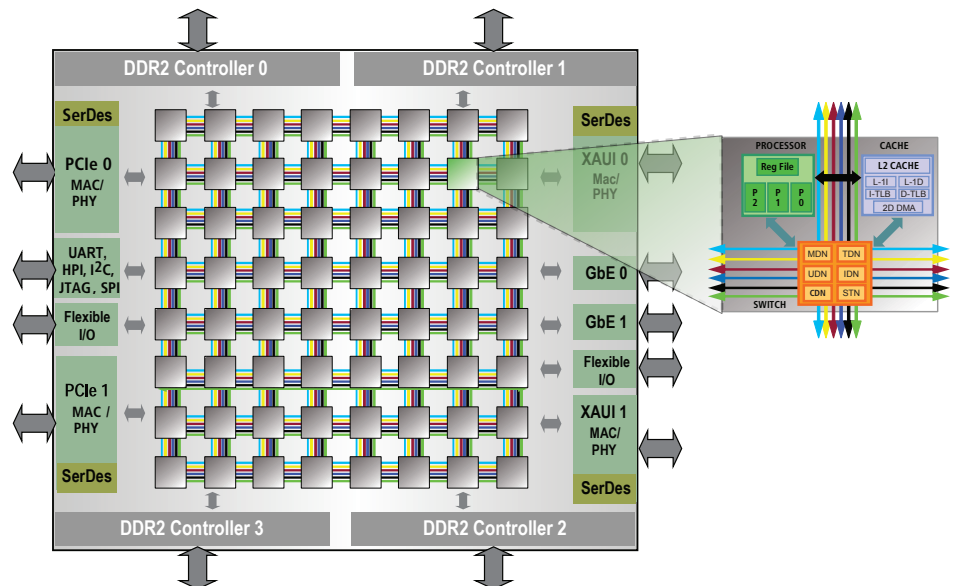 DDR2 Controller 0
DDR2 Controller 1
SerDes
PCIe 0
MAC/
PHY
UART,
HPI, I²C,
JTAG, SPI
Flexible
I/O
PCIe 1
MAC /
PHY
SerDes
SerDes
XAUI 0
Mac/
PHY
GbE 0
GbE 1
Flexible
I/O
XAUI 1
MAC/
PHY
SerDes
DDR2 Controller 3
DDR2 Controller 2
PROCESSOR
CACHE
Reg File
P
2
P
1
P
0
L2 CACHE
L-1I
L-1D
I-TLB
D-TLB
2D DMA
MDN
TDN
UDN
IDN
CDN
STN
SWITCH